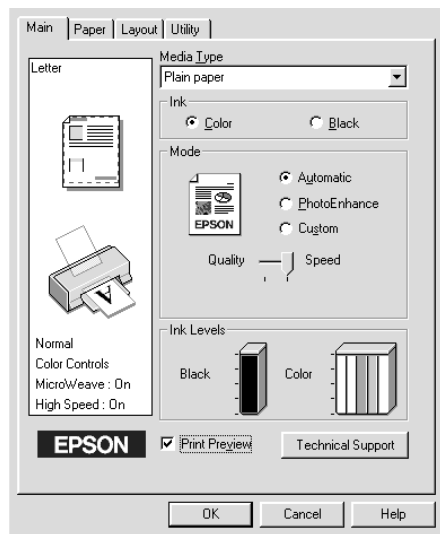 Main Paper Layout Utility
Letter
Normal
Color Controls
MicroWeave : On
High Speed : On
EPSON
Media Type
Plain paper
Ink
Color Black
Mode
EPSON
Automatic
PhotoEnhance
Custom
Quality Speed
Ink Levels
Black Color
Print Preview Technical Support
OK Cancel Help